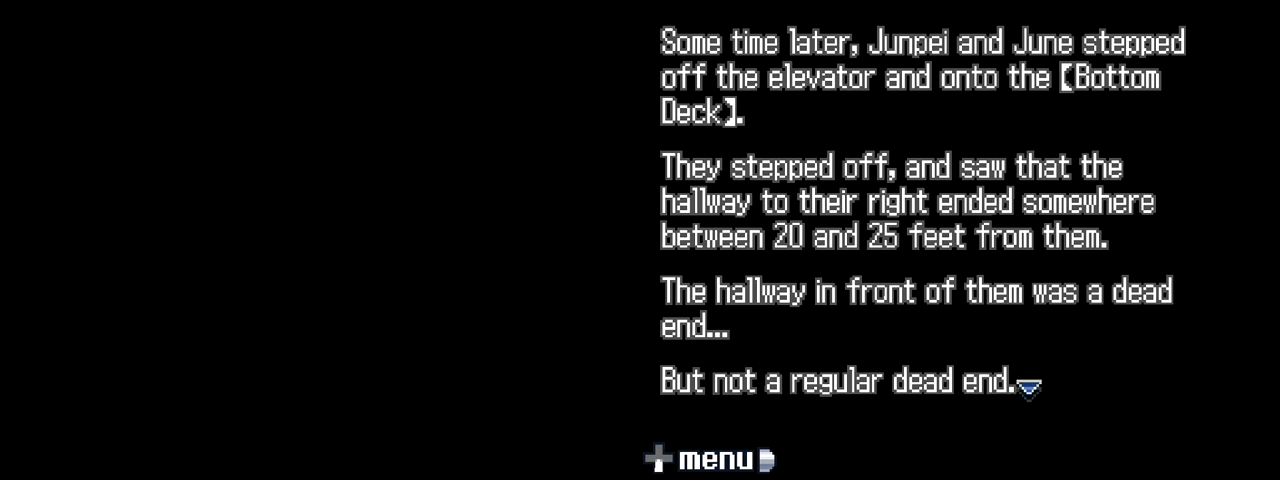 Some time later, Junpei and June stepped
off the elevator and onto the 【Bottom
Deck】.
They stepped off, and saw that the
hallway to their right ended somewhere
between 20 and 25 feet from them.
The hallway in front of them was a dead
end...
But not a regular dead end.
menu